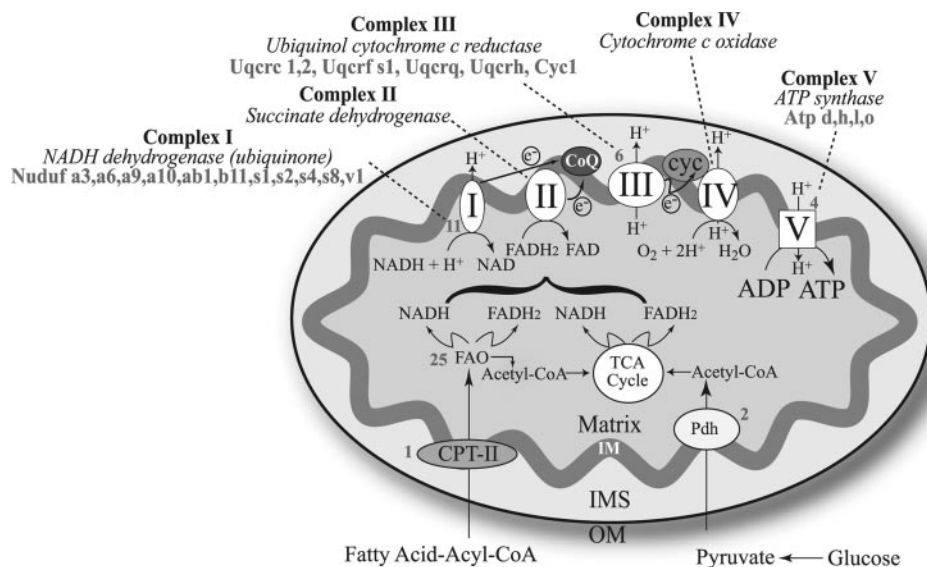 Complex III
Ubiquinol cytochrome c reductase
Uqcrc 1,2, Uqcrf s1, Uqcrq, Uqcrh, Cyc1
Complex IV
Cytochrome c oxidase
Complex II
Succinate dehydrogenase
Complex V
ATP synthase
Atp d,h,l,o
Complex I
NADH dehydrogenase (ubiquinone)
Nuduf a3,a6,a9,a10,ab1,b11,s1,s2,s4,s8,v1
H⁺
e⁻
CoQ
6
H⁺
cyc
H⁺
I
II
e⁻
III
e⁻
IV
H⁺
4
V
11
H⁺
H⁺
NADH + H⁺
NAD
FADH₂
FAD
O₂ + 2H⁺
H₂O
H⁺
ADP
ATP
NADH
FADH₂
NADH
FADH₂
25
FAO
Acetyl-CoA
TCA
Cycle
Acetyl-CoA
Matrix
Pdh
2
1
CPT-II
IM
IMS
OM
Fatty Acid-Acyl-CoA
Pyruvate
Glucose